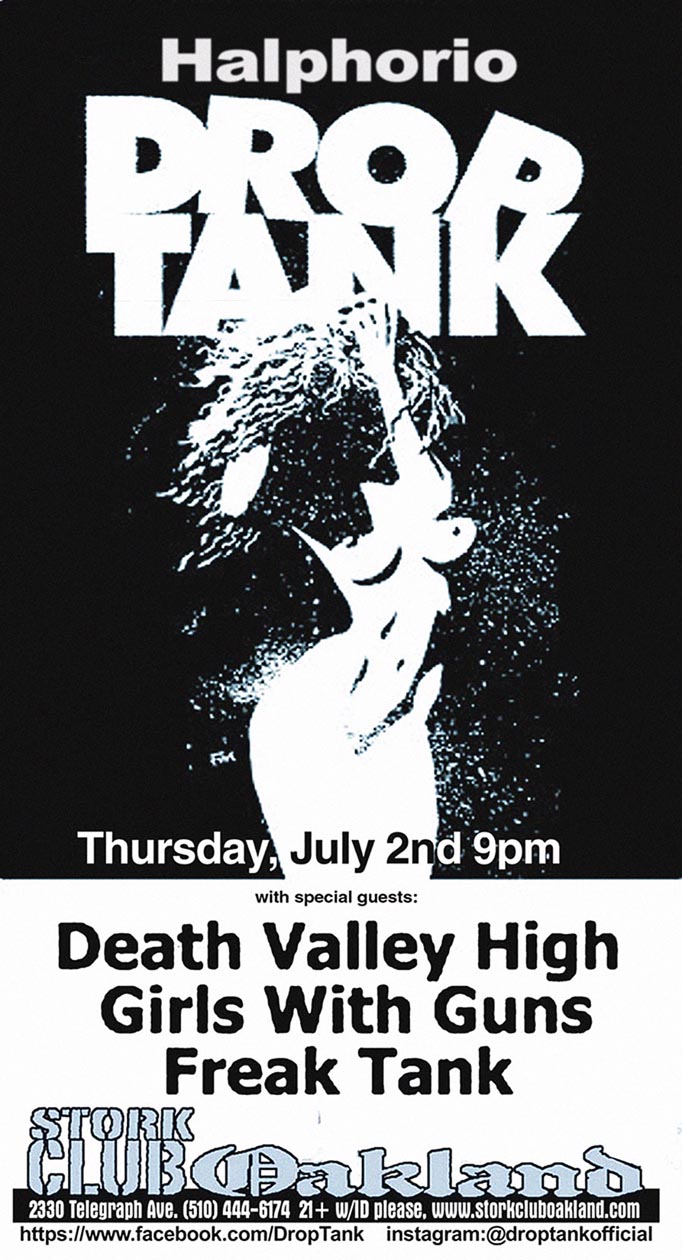 Halphorio
DROP
TANK
Thursday, July 2nd 9pm
with special guests:
Death Valley High
Girls With Guns
Freak Tank
STORK
CLUB Oakland
2330 Telegraph Ave. (510) 444-6174 21+ w/ID please, www.storkcluboakland.com
https://www.facebook.com/DropTank instagram:@droptankofficial